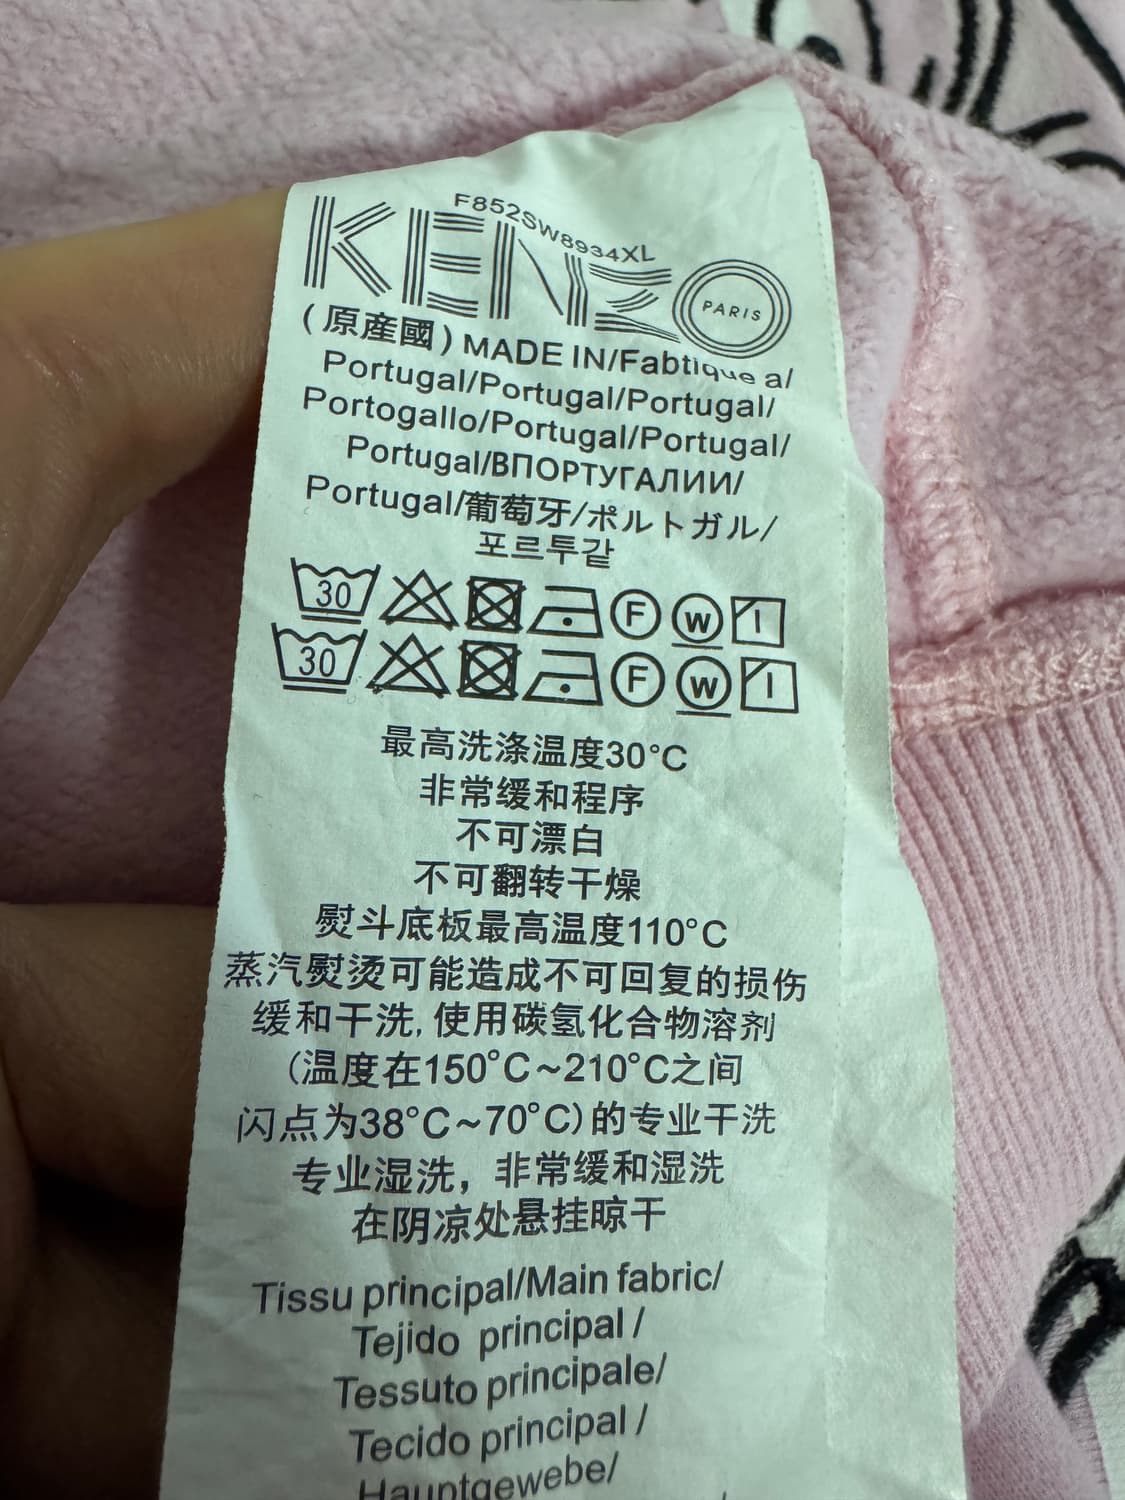 F852SW8934XL
KENZO
PARIS
(原產國) MADE IN/Fabtique a/
Portugal/Portugal/Portugal/
Portogallo/Portugal/Portugal/
Portugal/ВПОРТУГАЛИИ/
Portugal/葡萄牙/ポルトガル/
포르투갈
30 F W
30 F W
最高洗涤温度30°C
非常缓和程序
不可漂白
不可翻转干燥
熨斗底板最高温度110°C
蒸汽熨烫可能造成不可回复的损伤
缓和干洗,使用碳氢化合物溶剂
(温度在150°C~210°C之间
闪点为38°C~70°C)的专业干洗
专业湿洗，非常缓和湿洗
在阴凉处悬挂晾干
Tissu principal/Main fabric/
Tejido principal /
Tessuto principale/
Tecido principal /
Hauptgewebe/